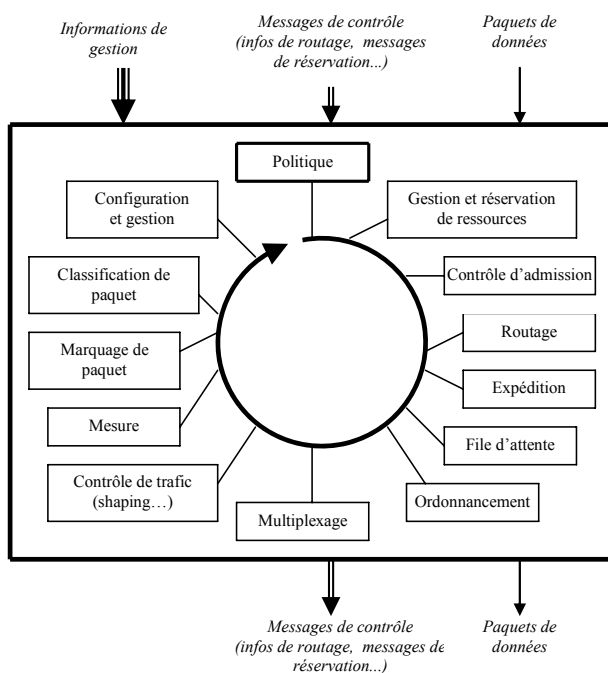 Informations de
gestion
Messages de contrôle
(infos de routage, messages
de réservation...)
Paquets de
données
Politique
Configuration
et gestion
Gestion et réservation
de ressources
Classification de
paquet
Contrôle d'admission
Marquage de
paquet
Routage
Expédition
Mesure
File d'attente
Contrôle de trafic
(shaping…)
Ordonnancement
Multiplexage
Messages de contrôle
(infos de routage, messages de
réservation...)
Paquets de
données